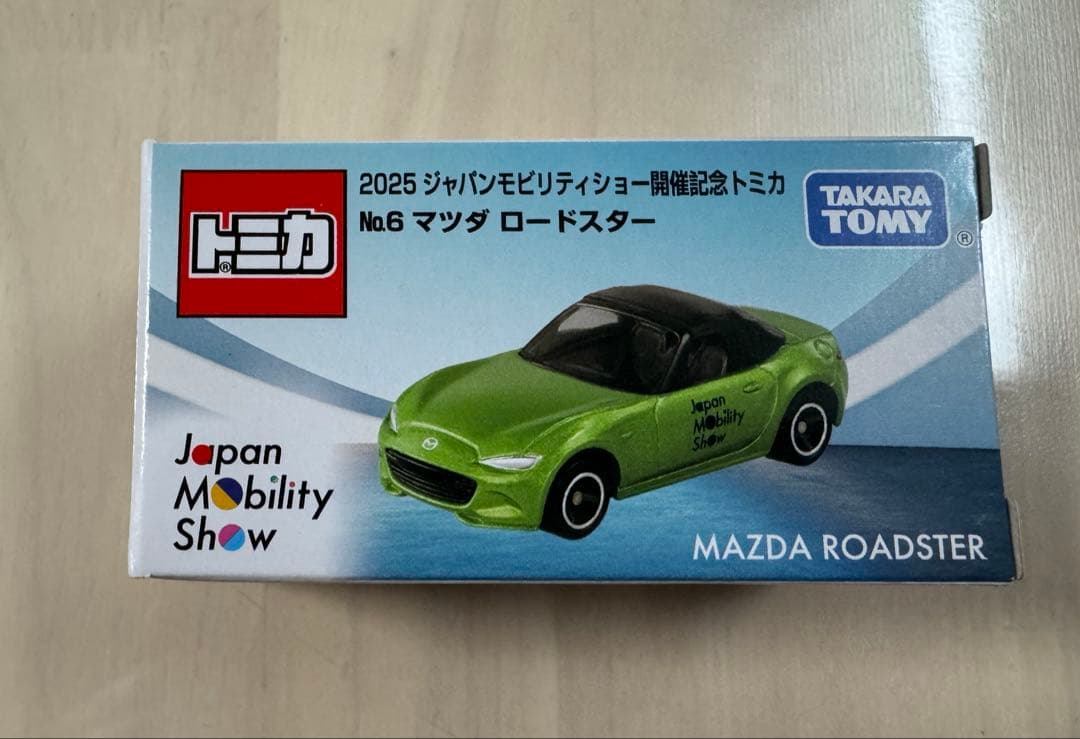 トミカ®
2025 ジャパンモビリティショー開催記念トミカ
No.6 マツダ ロードスター
TAKARA
TOMY®
Japan
Mobility
Show
Japan
Mobility
Show
MAZDA ROADSTER